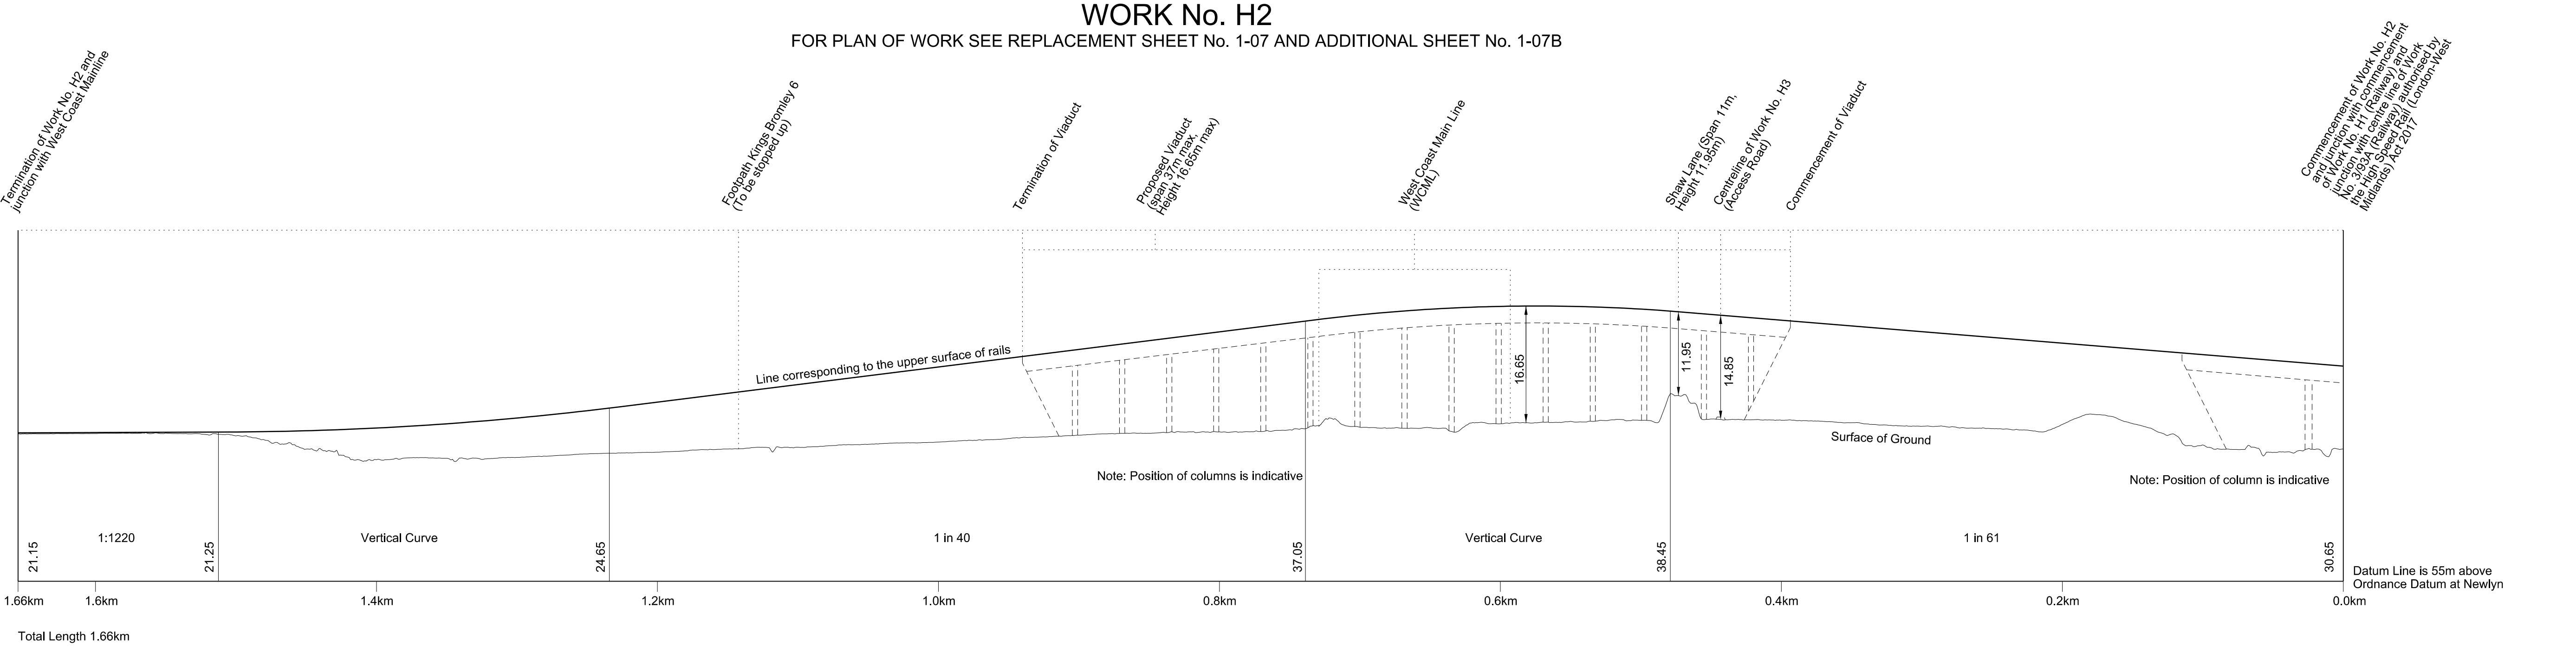 WORK No. H2
FOR PLAN OF WORK SEE REPLACEMENT SHEET No. 1-07 AND ADDITIONAL SHEET No. 1-07B
Termination of Work No. H2 and
junction with West Coast Mainline
Footpath Kings Bromley 6
(To be stopped up)
Termination of Viaduct
Proposed Viaduct
(span 37m max,
Height 16.65m max)
West Coast Main Line
(WCML)
Shaw Lane (Span 11m,
Height 11.95m)
Centreline of Work No. H3
(Access Road)
Commencement of Viaduct
Commencement of Work No. H2
and junction with commencement
of Work No. H1 (Railway) and
junction with centre line of Work
No. 3/93A (Railway) authorised by
the High Speed Rail (London-West
Midlands) Act 2017
Line corresponding to the upper surface of rails
16.65
11.95
14.85
Surface of Ground
Note: Position of columns is indicative
Note: Position of column is indicative
21.15
1:1220
21.25
Vertical Curve
24.65
1 in 40
37.05
Vertical Curve
38.45
1 in 61
30.65
Datum Line is 55m above
Ordnance Datum at Newlyn
1.66km
1.6km
1.4km
1.2km
1.0km
0.8km
0.6km
0.4km
0.2km
0.0km
Total Length 1.66km